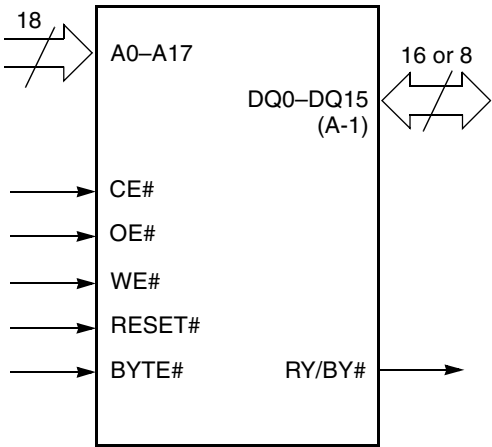 18
A0–A17
16 or 8
DQ0–DQ15
(A-1)
CE#
OE#
WE#
RESET#
BYTE#
RY/BY#